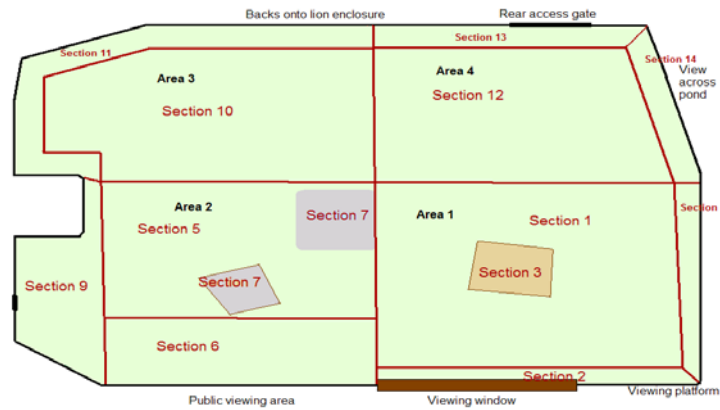 Backs onto lion enclosure
Rear access gate
Section 13
Section 11
Section 14
View
across
pond
Area 3
Area 4
Section 10
Section 12
Area 2
Section 7
Area 1
Section
Section 5
Section 1
Section 7
Section 3
Section 9
Section 6
Section 2
Viewing platform
Public viewing area
Viewing window